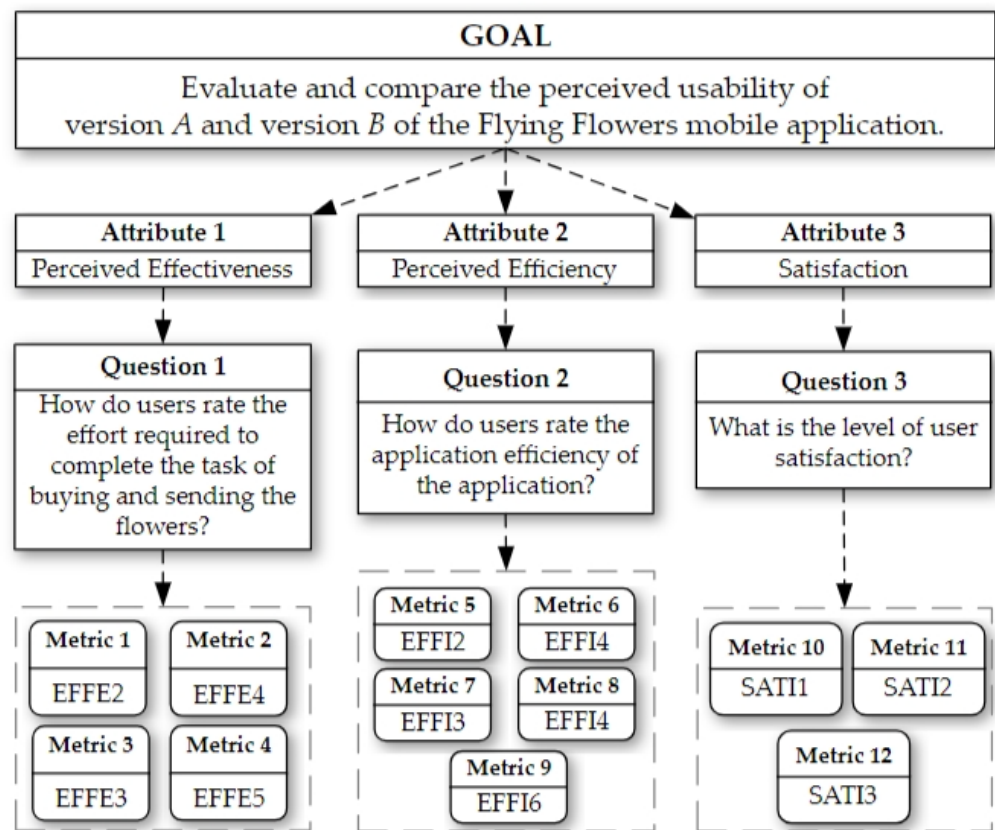 GOAL
Evaluate and compare the perceived usability of
version A and version B of the Flying Flowers mobile application.
Attribute 1
Perceived Effectiveness
Attribute 2
Perceived Efficiency
Attribute 3
Satisfaction
Question 1
How do users rate the
effort required to
complete the task of
buying and sending the
flowers?
Question 2
How do users rate the
application efficiency of
the application?
Question 3
What is the level of user
satisfaction?
Metric 1
EFFE2
Metric 2
EFFE4
Metric 3
EFFE3
Metric 4
EFFE5
Metric 5
EFFI2
Metric 6
EFFI4
Metric 7
EFFI3
Metric 8
EFFI4
Metric 9
EFFI6
Metric 10
SATI1
Metric 11
SATI2
Metric 12
SATI3